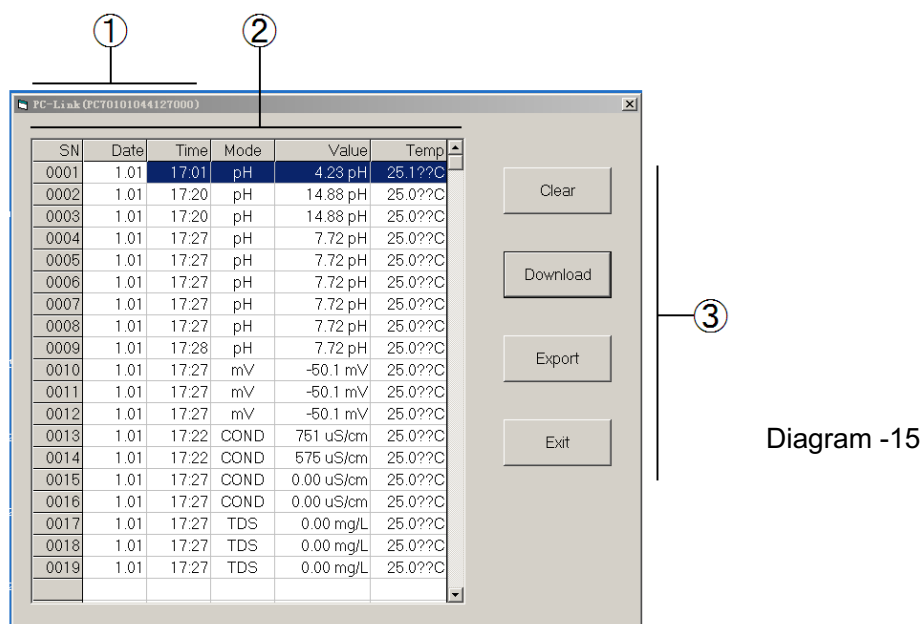 ① ②
PC-Link(PC70101044127000)
SN Date Time Mode Value Temp
0001 1.01 17:01 pH 4.23 pH 25.1??C
0002 1.01 17:20 pH 14.88 pH 25.0??C
0003 1.01 17:20 pH 14.88 pH 25.0??C
0004 1.01 17:27 pH 7.72 pH 25.0??C
0005 1.01 17:27 pH 7.72 pH 25.0??C
0006 1.01 17:27 pH 7.72 pH 25.0??C
0007 1.01 17:27 pH 7.72 pH 25.0??C
0008 1.01 17:27 pH 7.72 pH 25.0??C
0009 1.01 17:28 pH 7.72 pH 25.0??C
0010 1.01 17:27 mV -50.1 mV 25.0??C
0011 1.01 17:27 mV -50.1 mV 25.0??C
0012 1.01 17:27 mV -50.1 mV 25.0??C
0013 1.01 17:22 COND 751 uS/cm 25.0??C
0014 1.01 17:22 COND 575 uS/cm 25.0??C
0015 1.01 17:27 COND 0.00 uS/cm 25.0??C
0016 1.01 17:27 COND 0.00 uS/cm 25.0??C
0017 1.01 17:27 TDS 0.00 mg/L 25.0??C
0018 1.01 17:27 TDS 0.00 mg/L 25.0??C
0019 1.01 17:27 TDS 0.00 mg/L 25.0??C
Clear
Download
Export
Exit
③
Diagram -15